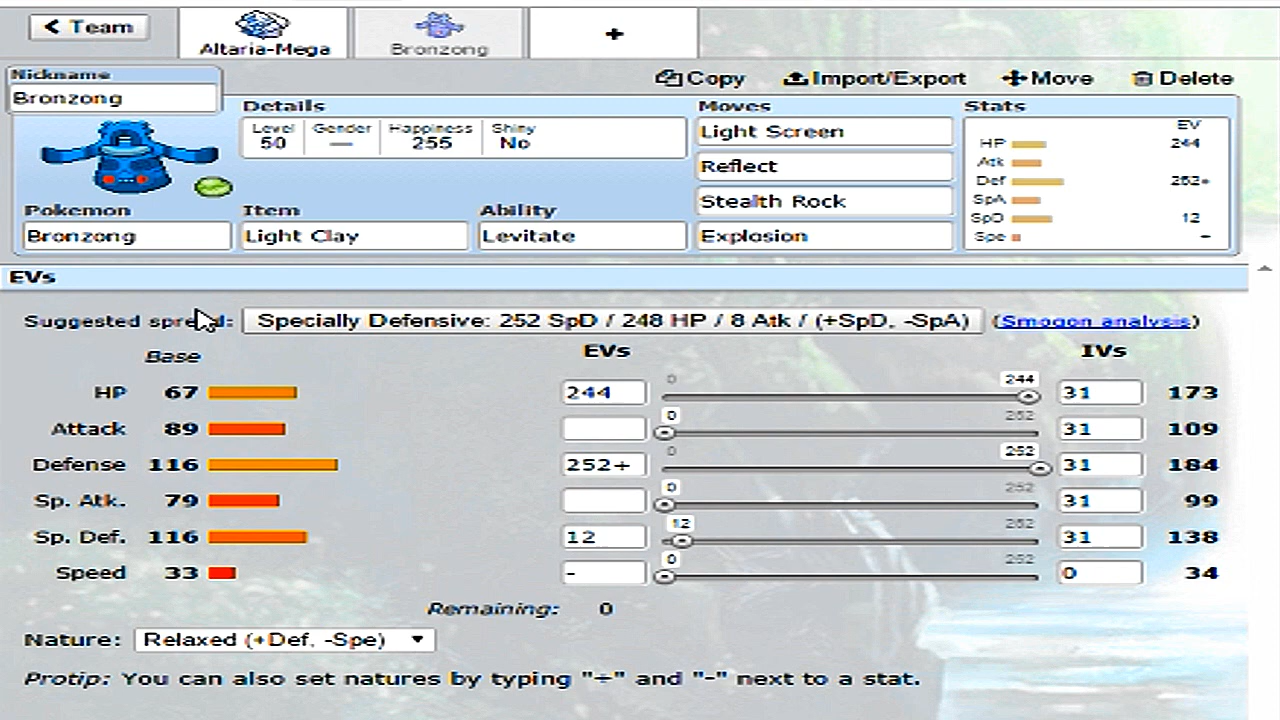 Team
Altaria-Mega
Bronzong
+
Nickname
Bronzong
Copy Import/Export Move Delete
Details
Level Gender Happiness Shiny
50 — 255 No
Moves
Light Screen
Reflect
Stealth Rock
Explosion
Stats
EV
HP 244
Atk
Def 252+
SpA
SpD 12
Spe -
Pokemon Item Ability
Bronzong Light Clay Levitate
EVs
Suggested spread: Specially Defensive: 252 SpD / 248 HP / 8 Atk / (+SpD, -SpA) (Smogon analysis)
Base EVs IVs
HP 67 244 0 244 31 173
Attack 89 0 252 31 109
Defense 116 252+ 0 252 31 184
Sp. Atk. 79 0 252 31 99
Sp. Def. 116 12 12 252 31 138
Speed 33 - 0 252 0 34
Remaining: 0
Nature: Relaxed (+Def, -Spe)
Protip: You can also set natures by typing "+" and "-" next to a stat.